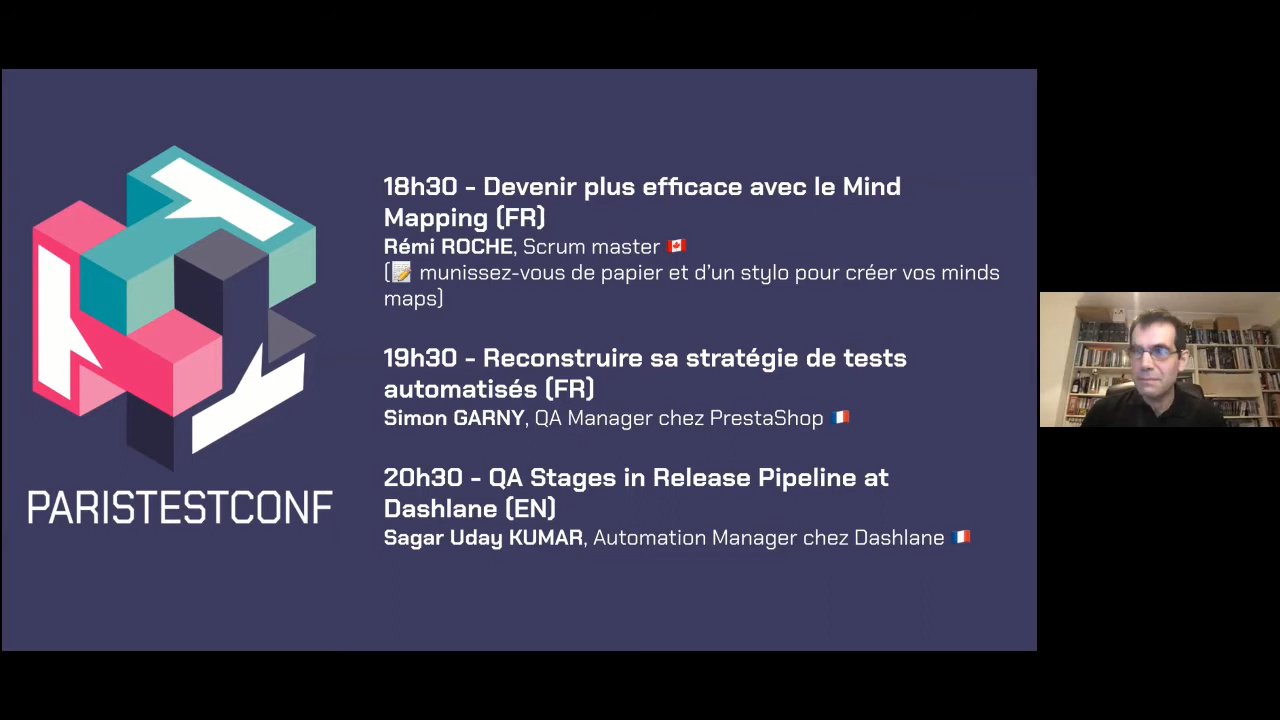 18h30 - Devenir plus efficace avec le Mind
Mapping (FR)
Rémi ROCHE, Scrum master 🇨🇦
(📝 munissez-vous de papier et d'un stylo pour créer vos minds
maps)
19h30 - Reconstruire sa stratégie de tests
automatisés (FR)
Simon GARNY, QA Manager chez PrestaShop 🇫🇷
20h30 - QA Stages in Release Pipeline at
Dashlane (EN)
Sagar Uday KUMAR, Automation Manager chez Dashlane 🇫🇷
PARISTESTCONF